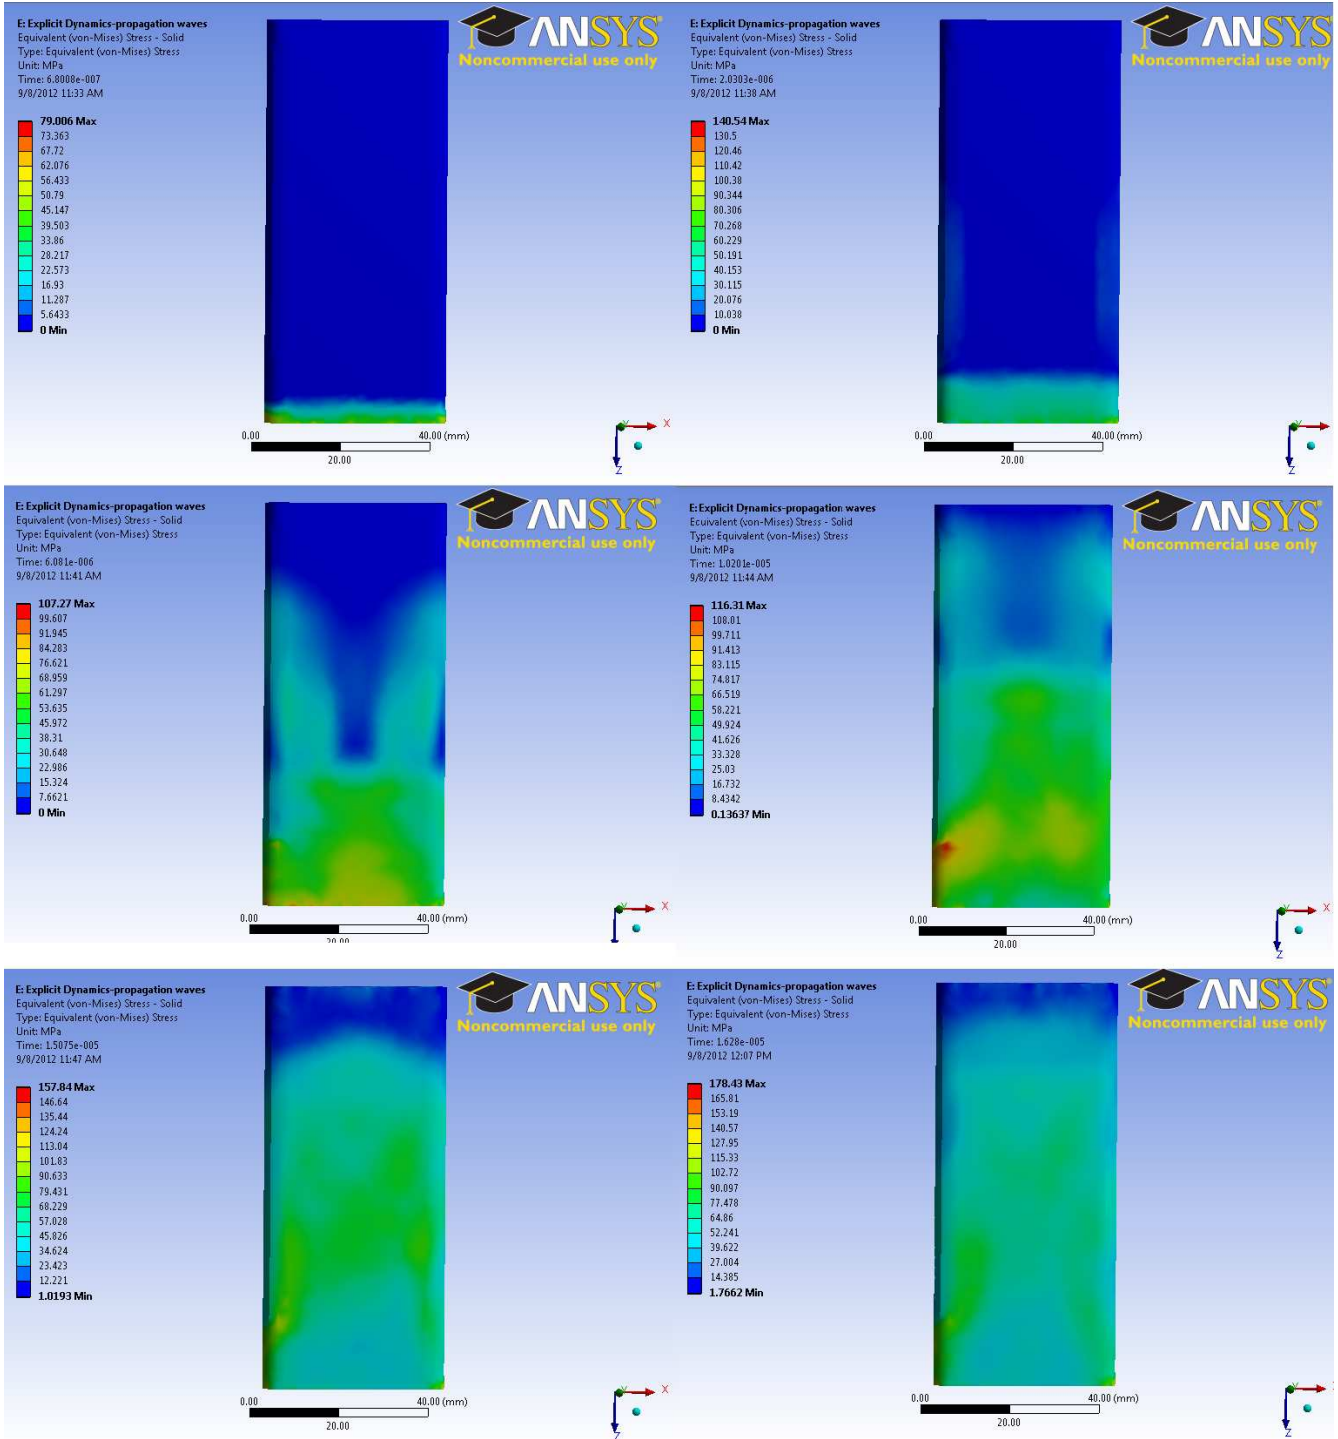 E: Explicit Dynamics-propagation waves
Equivalent (von-Mises) Stress - Solid
Type: Equivalent (von-Mises) Stress
Unit: MPa
Time: 6.8008e-007
9/8/2012 11:33 AM
ANSYS
Noncommercial use only
79.006 Max
73.363
67.72
62.076
56.433
50.79
45.147
39.503
33.86
28.217
22.573
16.93
11.287
5.6433
0 Min
0.00
40.00 (mm)
20.00
X
Y
Z
E: Explicit Dynamics-propagation waves
Equivalent (von-Mises) Stress - Solid
Type: Equivalent (von-Mises) Stress
Unit: MPa
Time: 2.0303e-006
9/8/2012 11:38 AM
ANSYS
Noncommercial use only
140.54 Max
130.5
120.46
110.42
100.38
90.344
80.306
70.268
60.229
50.191
40.153
30.115
20.076
10.038
0 Min
0.00
40.00 (mm)
20.00
X
Y
Z
E: Explicit Dynamics-propagation waves
Equivalent (von-Mises) Stress - Solid
Type: Equivalent (von-Mises) Stress
Unit: MPa
Time: 6.081e-006
9/8/2012 11:41 AM
ANSYS
Noncommercial use only
107.27 Max
99.607
91.945
84.283
76.621
68.959
61.297
53.635
45.972
38.31
30.648
22.986
15.324
7.6621
0 Min
0.00
40.00 (mm)
20.00
X
Y
E: Explicit Dynamics-propagation waves
Equivalent (von-Mises) Stress - Solid
Type: Equivalent (von-Mises) Stress
Unit: MPa
Time: 1.0201e-005
9/8/2012 11:44 AM
ANSYS
Noncommercial use only
116.31 Max
108.01
99.711
91.413
83.115
74.817
66.519
58.221
49.924
41.626
33.328
25.03
16.732
8.4342
0.13637 Min
0.00
40.00 (mm)
20.00
X
Y
Z
E: Explicit Dynamics-propagation waves
Equivalent (von-Mises) Stress - Solid
Type: Equivalent (von-Mises) Stress
Unit: MPa
Time: 1.5075e-005
9/8/2012 11:47 AM
ANSYS
Noncommercial use only
157.84 Max
146.64
135.44
124.24
113.04
101.83
90.633
79.431
68.229
57.028
45.826
34.624
23.423
12.221
1.0193 Min
0.00
40.00 (mm)
20.00
X
Y
Z
E: Explicit Dynamics-propagation waves
Equivalent (von-Mises) Stress - Solid
Type: Equivalent (von-Mises) Stress
Unit: MPa
Time: 1.628e-005
9/8/2012 12:07 PM
ANSYS
Noncommercial use only
178.43 Max
165.81
153.19
140.57
127.95
115.33
102.72
90.097
77.478
64.86
52.241
39.622
27.004
14.385
1.7662 Min
0.00
40.00 (mm)
20.00
Y
Z